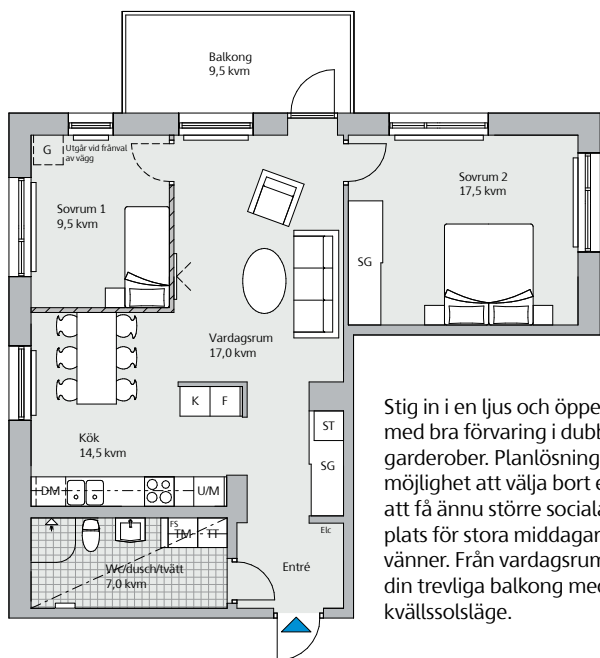 Balkong
9,5 kvm
G
Utgår vid frånval
av vägg
Sovrum 1
9,5 kvm
Sovrum 2
17,5 kvm
SG
Vardagsrum
17,0 kvm
K F
ST
SG
Kök
14,5 kvm
DM
U/M
Elc
FS
TM TT
Wc/dusch/tvätt
7,0 kvm
Entré
Stig in i en ljus och öppe
med bra förvaring i dubb
garderober. Planlösning
möjlighet att välja bort e
att få ännu större sociala
plats för stora middagar
vänner. Från vardagsrum
din trevliga balkong med
kvällssolsläge.